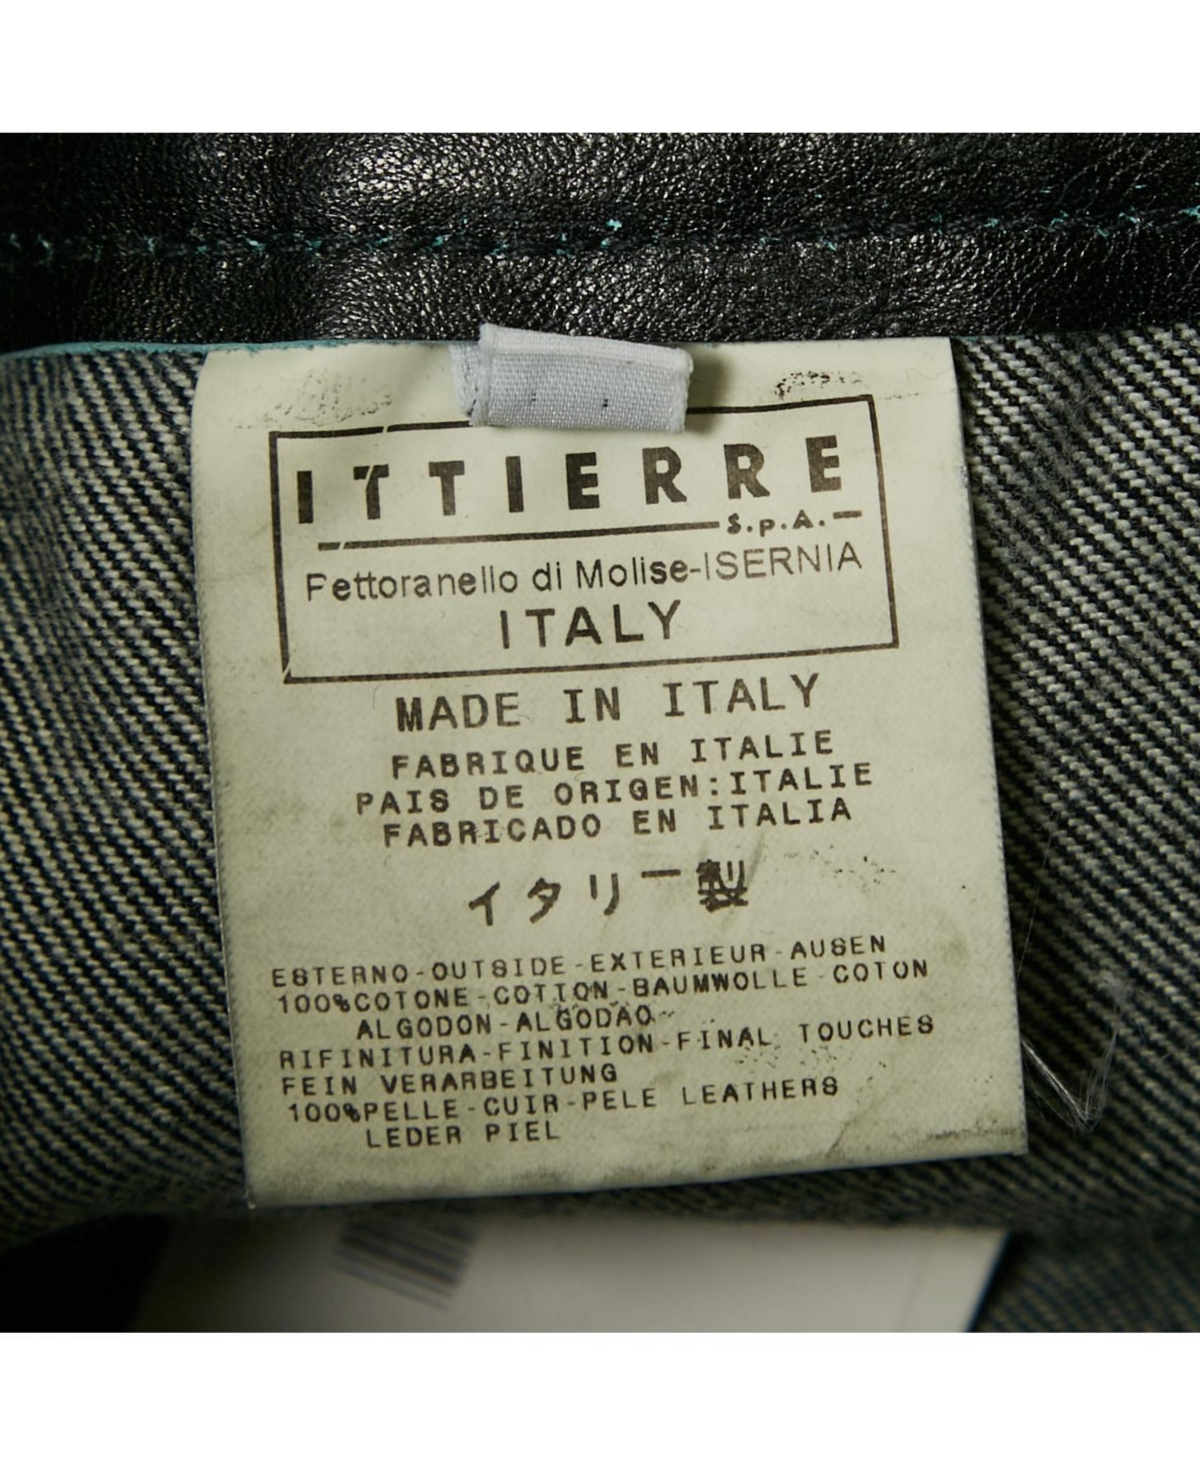 ITTIERRE
S.p.A.
Pettoranello di Molise-ISERNIA
ITALY
MADE IN ITALY
FABRIQUE EN ITALIE
PAIS DE ORIGEN:ITALIE
FABRICADO EN ITALIA
イタリー製
ESTERNO-OUTSIDE-EXTERIEUR-AUSEN
100%COTONE-COTTON-BAUMWOLLE-COTON
ALGODON-ALGODAO
RIFINITURA-FINITION-FINAL TOUCHES
FEIN VERARBEITUNG
100%PELLE-CUIR-PELE LEATHERS
LEDER PIEL